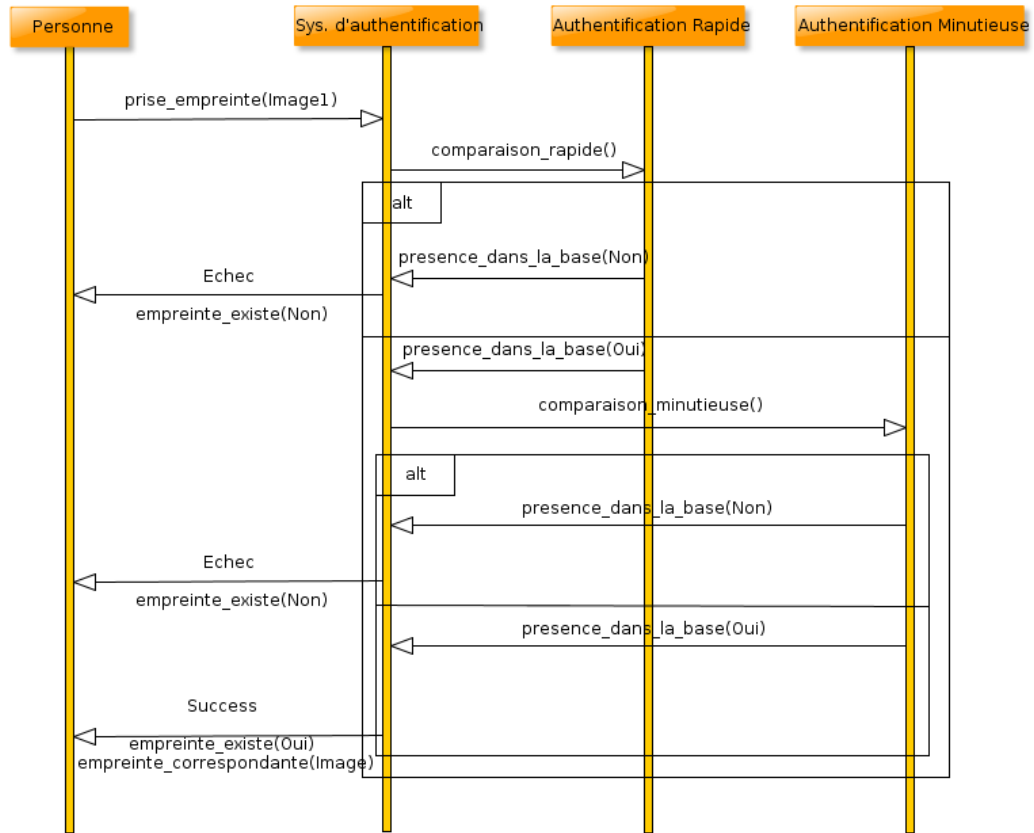 Personne
Sys. d'authentification
Authentification Rapide
Authentification Minutieuse
prise_empreinte(Image1)
comparaison_rapide()
alt
presence_dans_la_base(Non)
Echec
empreinte_existe(Non)
presence_dans_la_base(Oui)
comparaison_minutieuse()
alt
presence_dans_la_base(Non)
Echec
empreinte_existe(Non)
presence_dans_la_base(Oui)
Success
empreinte_existe(Oui)
empreinte_correspondante(Image)